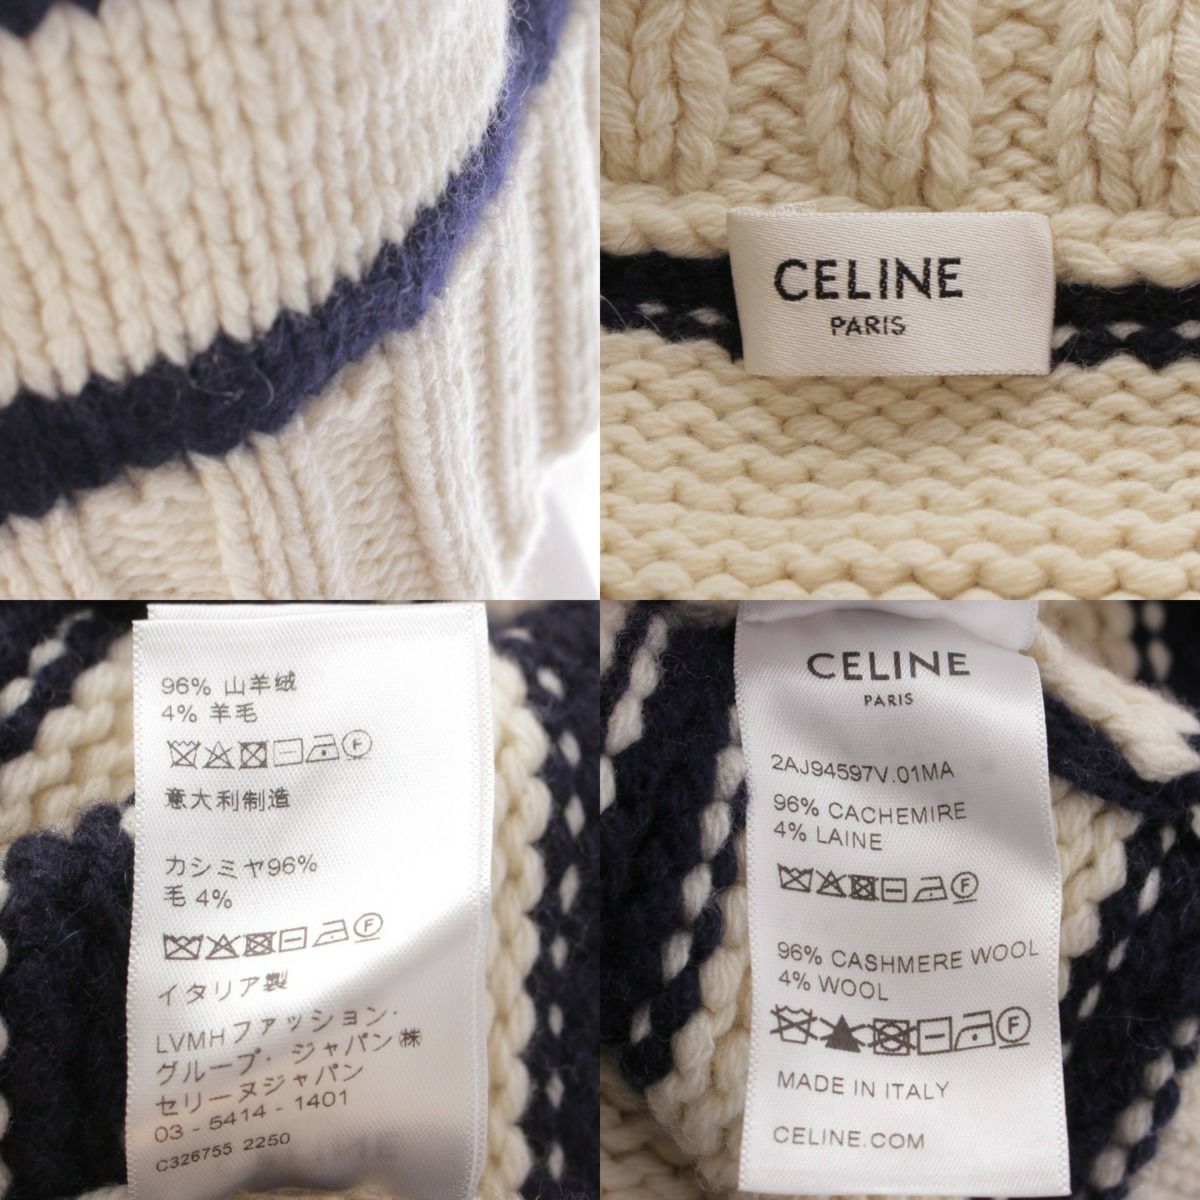 CELINE
PARIS
96% 山羊绒
4% 羊毛
F
意大利制造
カシミヤ96%
毛 4%
F
イタリア製
LVMHファッション・
グループ・ジャパン㈱
セリーヌジャパン
03 - 5414 - 1401
C326755 2250
CELINE
PARIS
2AJ94597V.01MA
96% CACHEMIRE
4% LAINE
F
96% CASHMERE WOOL
4% WOOL
F
MADE IN ITALY
CELINE.COM